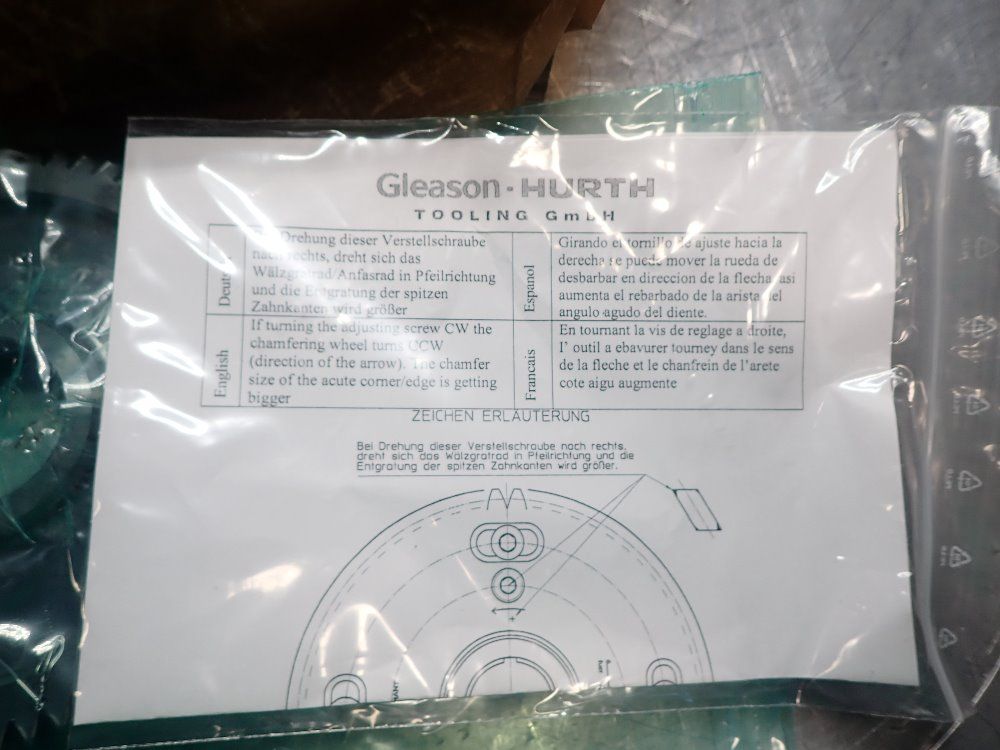 Gleason-HURTH
TOOLING GmbH
Deutsch
Drehung dieser Verstellschraube
nach rechts, dreht sich das
Wälzgratrad/Anfasrad in Pfeilrichtung
und die Entgratung der spitzen
Zahnkanten wird größer
Espanol
Girando el tornillo de ajuste hacia la
derecha se puede mover la rueda de
desbarbar en direccion de la flecha asi
aumenta el rebarbado de la arista del
angulo agudo del diente.
English
If turning the adjusting screw CW the
chamfering wheel turns CCW
(direction of the arrow). The chamfer
size of the acute corner/edge is getting
bigger
Francais
En tournant la vis de reglage a droite,
l' outil a ebavurer tourney dans le sens
de la fleche et le chanfrein de l'arete
cote aigu augmente
ZEICHEN ERLÄUTERUNG
Bei Drehung dieser Verstellschraube nach rechts,
dreht sich das Wälzgratrad in Pfeilrichtung und die
Entgratung der spitzen Zahnkanten wird größer.